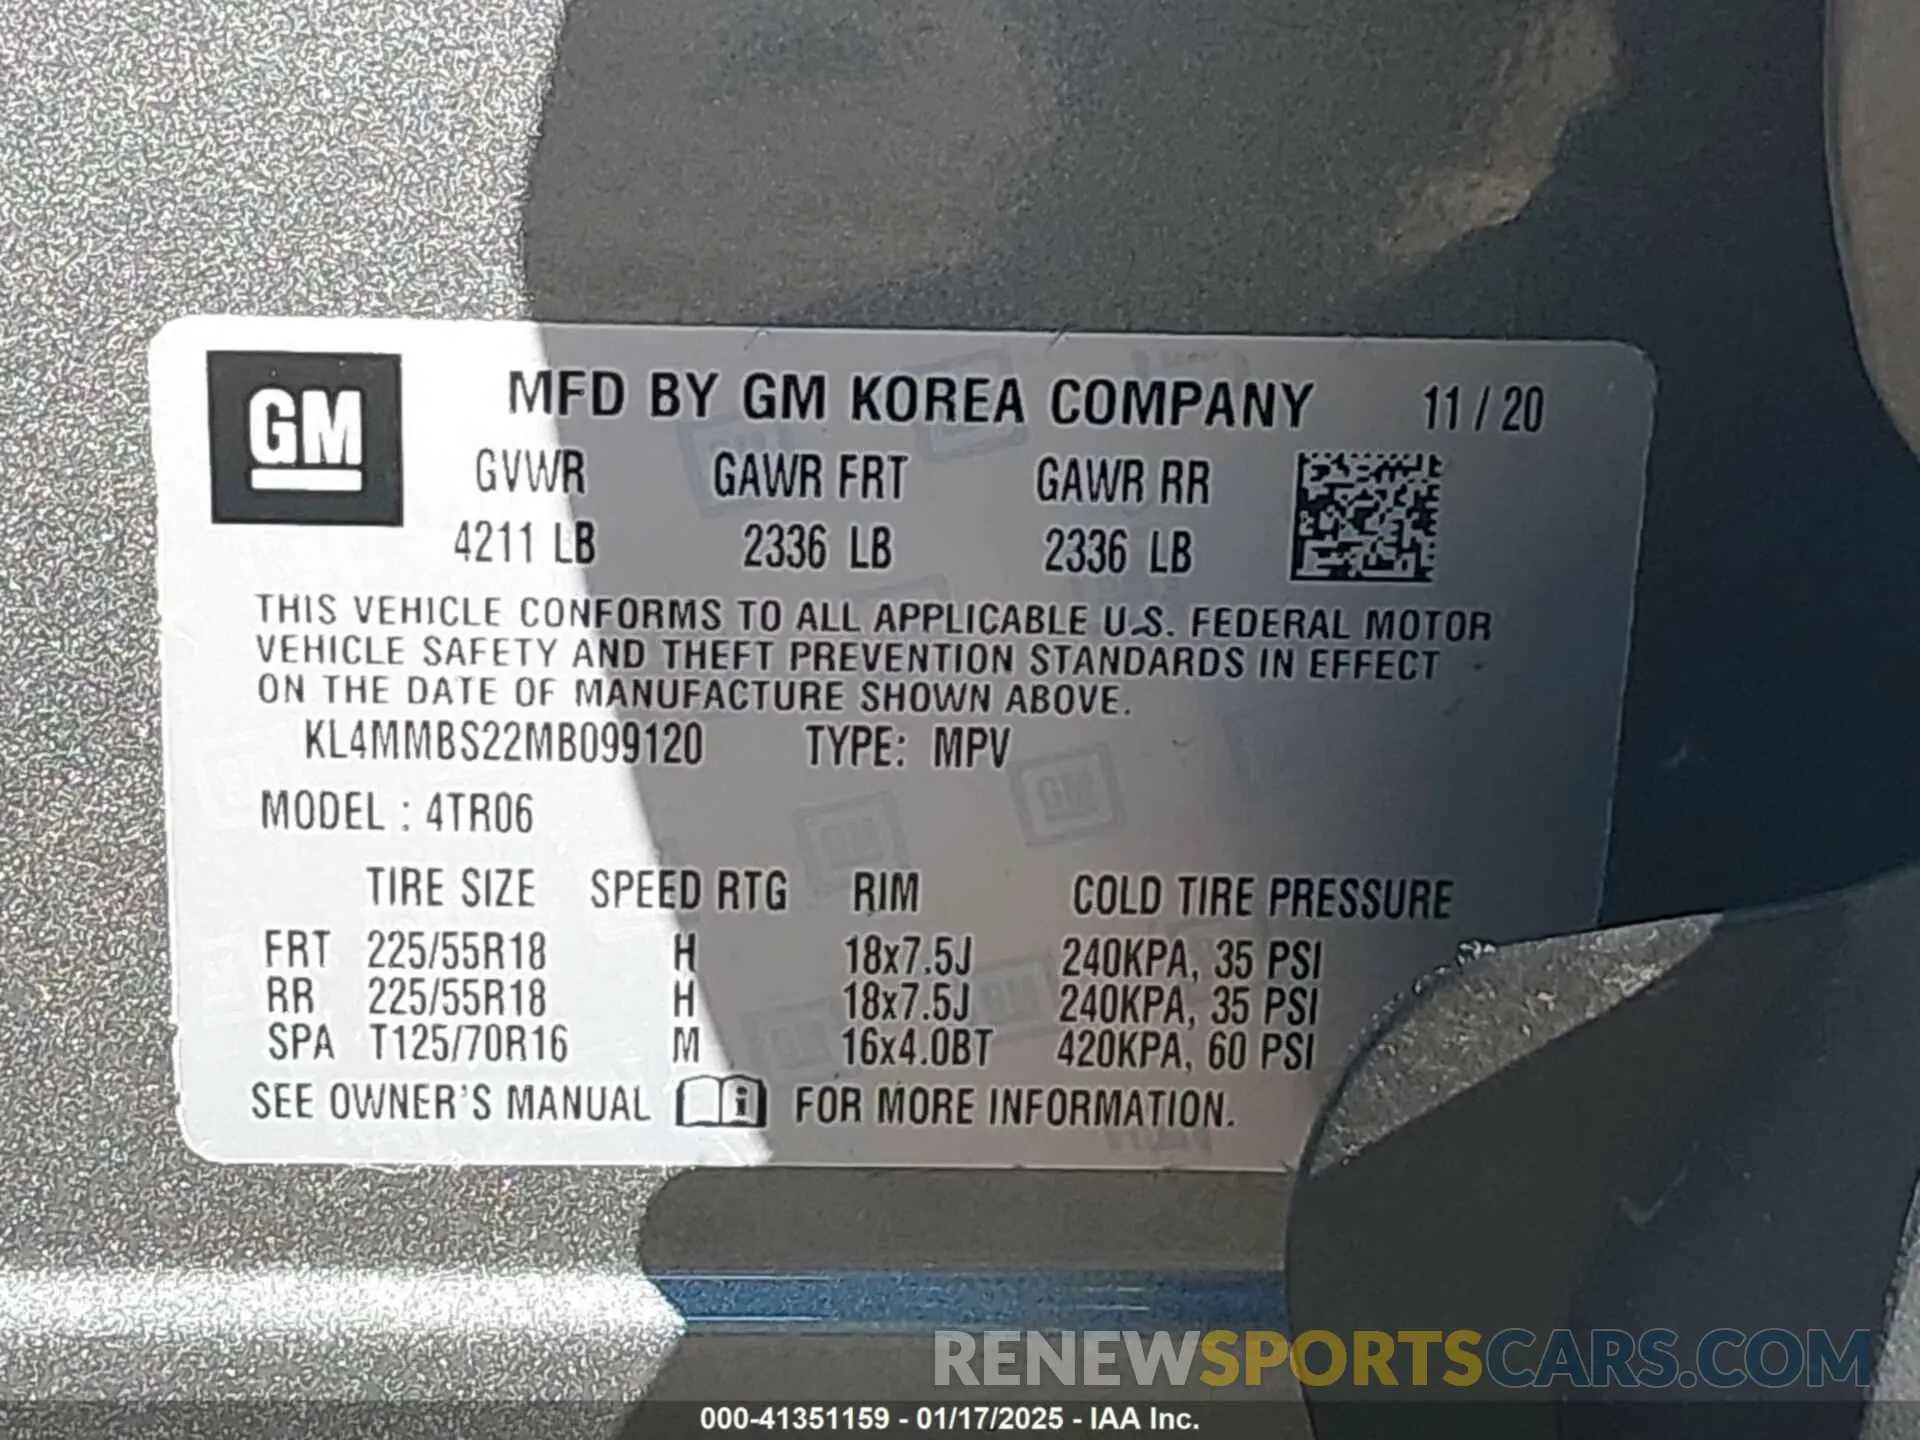 GM
MFD BY GM KOREA COMPANY 11 / 20
GVWR GAWR FRT GAWR RR
4211 LB 2336 LB 2336 LB
THIS VEHICLE CONFORMS TO ALL APPLICABLE U.S. FEDERAL MOTOR
VEHICLE SAFETY AND THEFT PREVENTION STANDARDS IN EFFECT
ON THE DATE OF MANUFACTURE SHOWN ABOVE.
KL4MMBS22MB099120 TYPE: MPV
MODEL : 4TR06
TIRE SIZE SPEED RTG RIM COLD TIRE PRESSURE
FRT 225/55R18 H 18x7.5J 240KPA, 35 PSI
RR 225/55R18 H 18x7.5J 240KPA, 35 PSI
SPA T125/70R16 M 16x4.0BT 420KPA, 60 PSI
SEE OWNER'S MANUAL i FOR MORE INFORMATION.
RENEWSPORTSCARS.COM
000-41351159 - 01/17/2025 - IAA Inc.